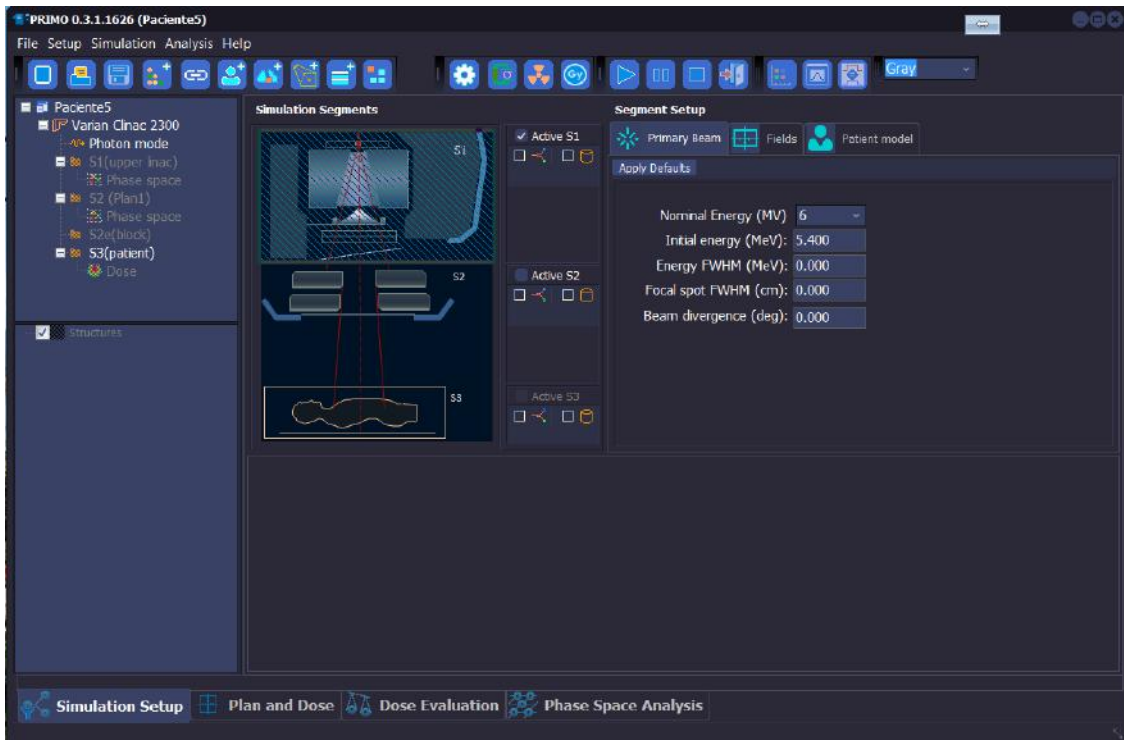 PRIMO 0.3.1.1626 (Paciente5)
File Setup Simulation Analysis Help
Gy
Gray
Paciente5
Varian Clinac 2300
Photon mode
S1(upper linac)
Phase space
S2 (Plan1)
Phase space
S2e(block)
S3(patient)
Dose
Structures
Simulation Segments
S1
Active S1
S2
Active S2
S3
Active S3
Segment Setup
Primary Beam Fields Patient model
Apply Defaults
Nominal Energy (MV) 6
Initial energy (MeV): 5.400
Energy FWHM (MeV): 0.000
Focal spot FWHM (cm): 0.000
Beam divergence (deg): 0.000
Simulation Setup Plan and Dose Dose Evaluation Phase Space Analysis